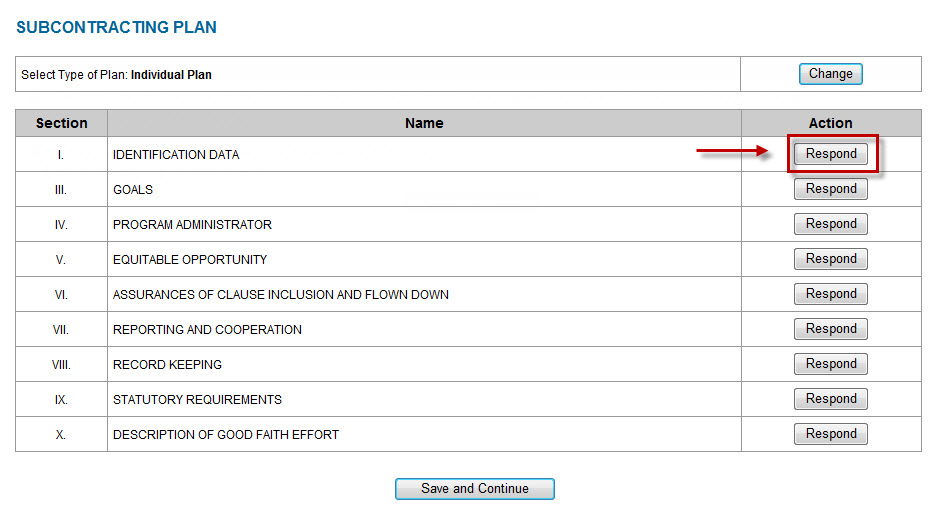 SUBCONTRACTING PLAN
Select Type of Plan: Individual Plan Change
Section Name Action
I. IDENTIFICATION DATA Respond
III. GOALS Respond
IV. PROGRAM ADMINISTRATOR Respond
V. EQUITABLE OPPORTUNITY Respond
VI. ASSURANCES OF CLAUSE INCLUSION AND FLOWN DOWN Respond
VII. REPORTING AND COOPERATION Respond
VIII. RECORD KEEPING Respond
IX. STATUTORY REQUIREMENTS Respond
X. DESCRIPTION OF GOOD FAITH EFFORT Respond
Save and Continue